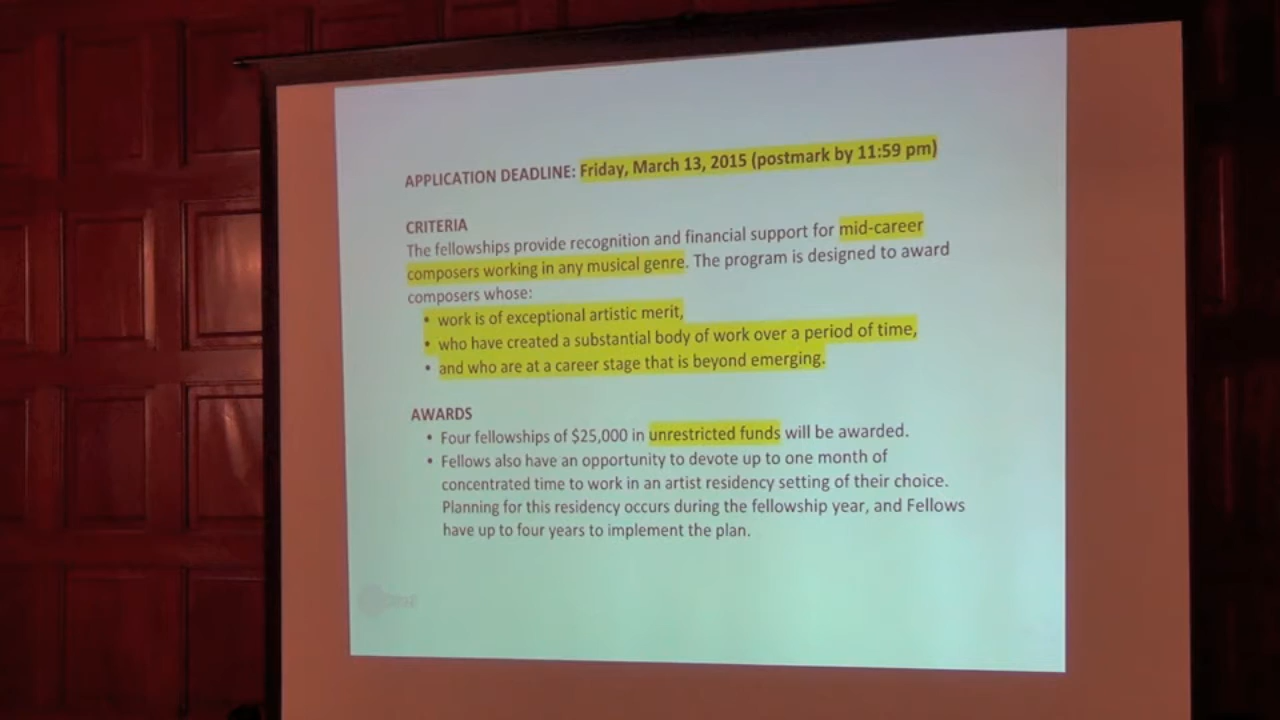 APPLICATION DEADLINE: Friday, March 13, 2015 (postmark by 11:59 pm)
CRITERIA
The fellowships provide recognition and financial support for mid-career
composers working in any musical genre. The program is designed to award
composers whose:
• work is of exceptional artistic merit,
• who have created a substantial body of work over a period of time,
• and who are at a career stage that is beyond emerging.
AWARDS
• Four fellowships of $25,000 in unrestricted funds will be awarded.
• Fellows also have an opportunity to devote up to one month of
concentrated time to work in an artist residency setting of their choice.
Planning for this residency occurs during the fellowship year, and Fellows
have up to four years to implement the plan.